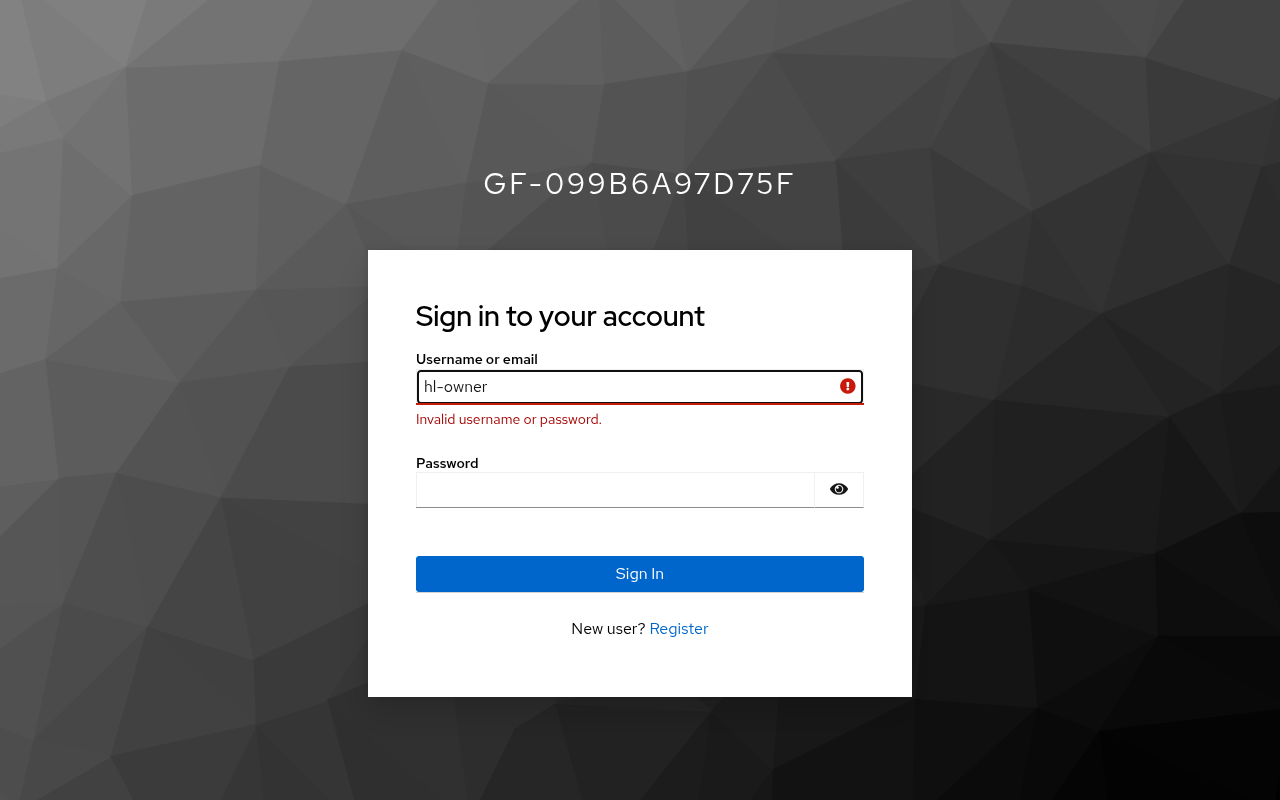 GF-099B6A97D75F
Sign in to your account
Username or email
hl-owner
Invalid username or password.
Password
Sign In
New user? Register